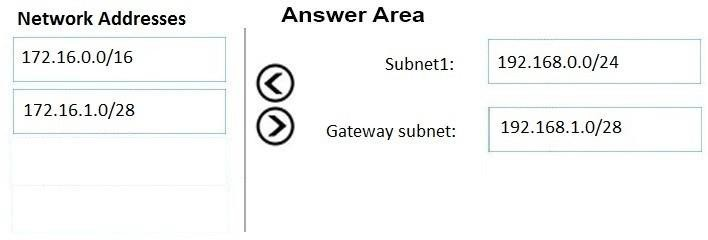 Network Addresses
172.16.0.0/16
172.16.1.0/28
Answer Area
Subnet1: 192.168.0.0/24
Gateway subnet: 192.168.1.0/28